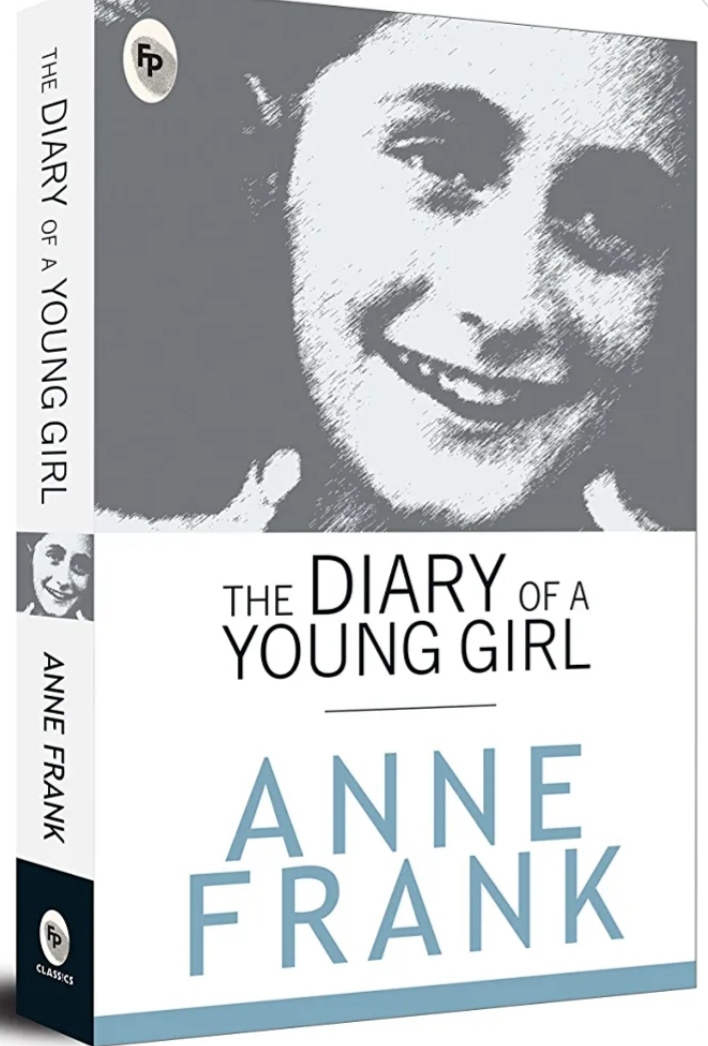 THE DIARY OF A YOUNG GIRL
ANNE FRANK
FP
CLASSICS
FP
THE DIARY OF A
YOUNG GIRL
ANNE
FRANK